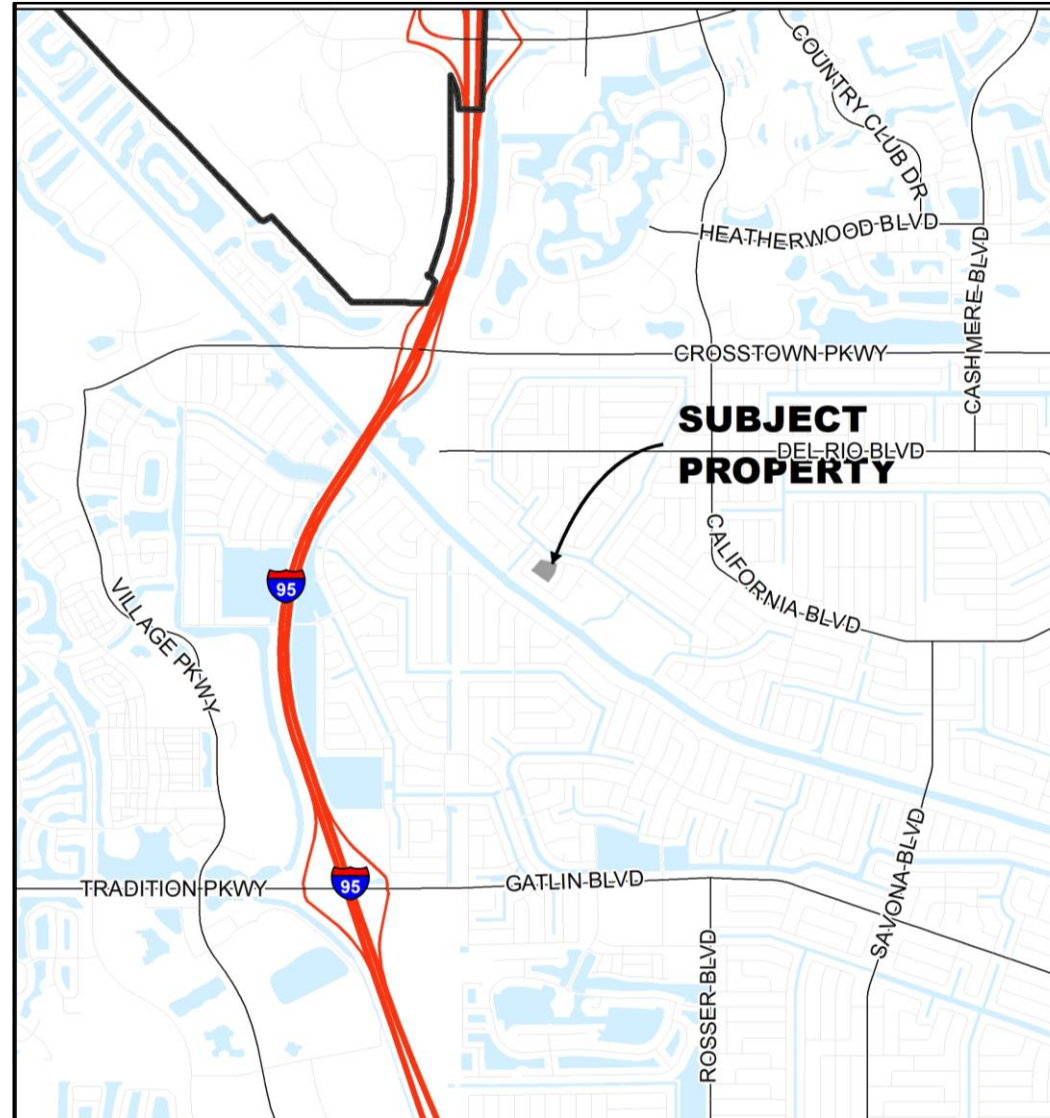 COUNTRY CLUB DR
HEATHERWOOD BLVD
CASHMERE BLVD
CROSSTOWN PKWY
SUBJECT
PROPERTY
DEL RIO BLVD
CALIFORNIA BLVD
95
VILLAGE PKWY
SAVONA BLVD
TRADITION PKWY
95
GATLIN BLVD
ROSSER BLVD